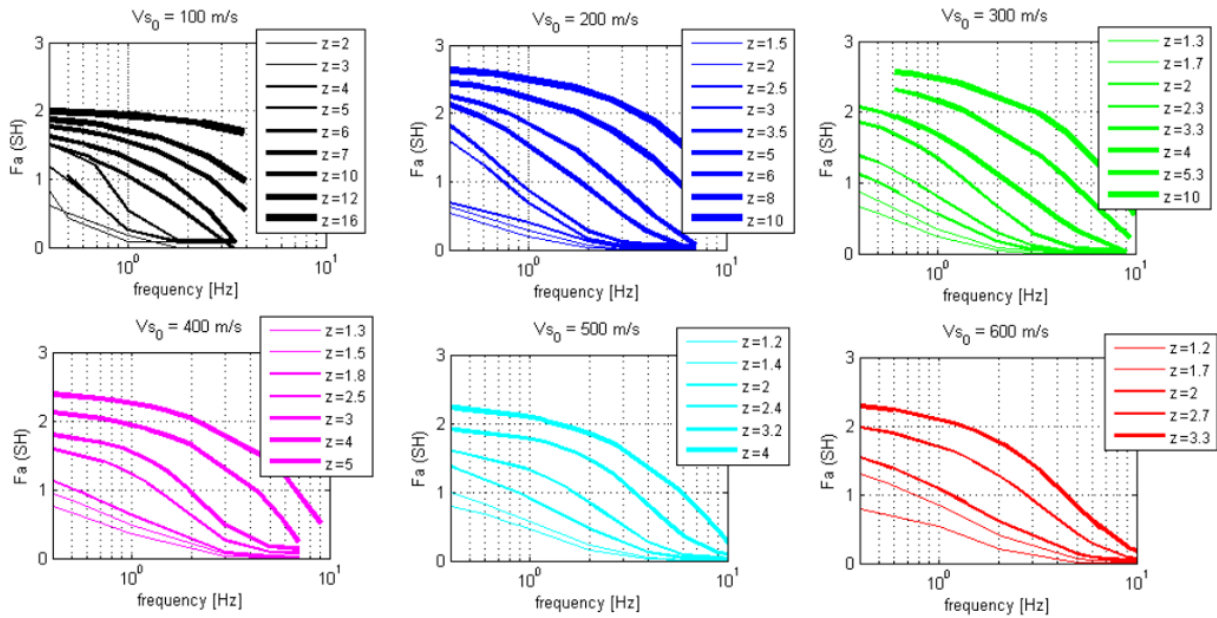 Vs0 = 100 m/s
3
2
1
0
Fa (SH)
10^0
10^1
frequency [Hz]
z=2
z=3
z=4
z=5
z=6
z=7
z=10
z=12
z=16
Vs0 = 200 m/s
3
2
1
0
Fa (SH)
10^0
10^1
frequency [Hz]
z=1.5
z=2
z=2.5
z=3
z=3.5
z=5
z=6
z=8
z=10
Vs0 = 300 m/s
3
2
1
0
Fa (SH)
10^0
10^1
frequency [Hz]
z=1.3
z=1.7
z=2
z=2.3
z=3.3
z=4
z=5.3
z=10
Vs0 = 400 m/s
3
2
1
0
Fa (SH)
10^0
10^1
frequency [Hz]
z=1.3
z=1.5
z=1.8
z=2.5
z=3
z=4
z=5
Vs0 = 500 m/s
3
2
1
0
Fa (SH)
10^0
10^1
frequency [Hz]
z=1.2
z=1.4
z=2
z=2.4
z=3.2
z=4
Vs0 = 600 m/s
3
2
1
0
Fa (SH)
10^0
10^1
frequency [Hz]
z=1.2
z=1.7
z=2
z=2.7
z=3.3